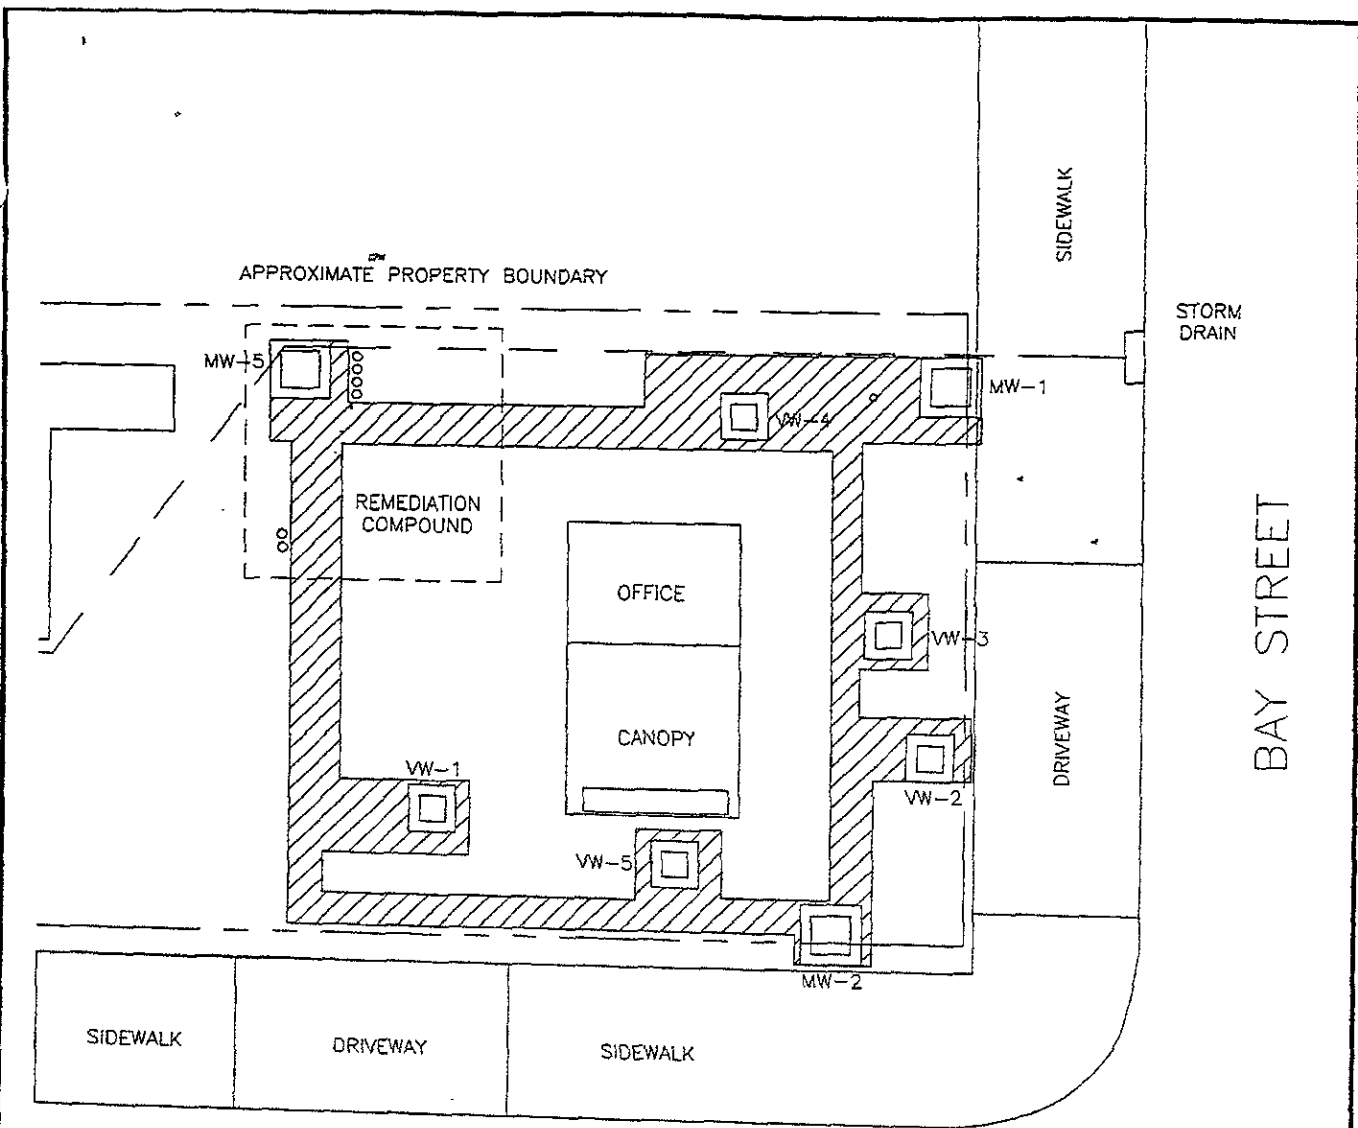 SIDEWALK
APPROXIMATE PROPERTY BOUNDARY
STORM
DRAIN
MW-5
MW-1
VW-4
REMEDIATION
COMPOUND
OFFICE
VW-3
BAY STREET
CANOPY
DRIVEWAY
VW-1
VW-2
VW-5
MW-2
SIDEWALK
DRIVEWAY
SIDEWALK